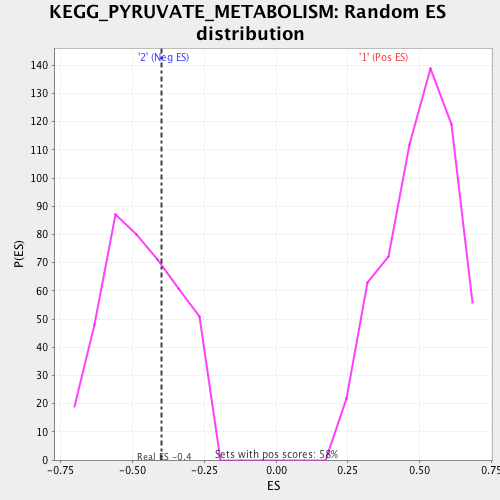 KEGG_PYRUVATE_METABOLISM: Random ES
distribution
'2' (Neg ES)
'1' (Pos ES)
140
130
120
110
100
90
80
70
60
50
40
30
20
10
0
P(ES)
Real ES -0.4
Sets with pos scores: 58%
-0.75
-0.50
-0.25
0.00
0.25
0.50
0.75
ES